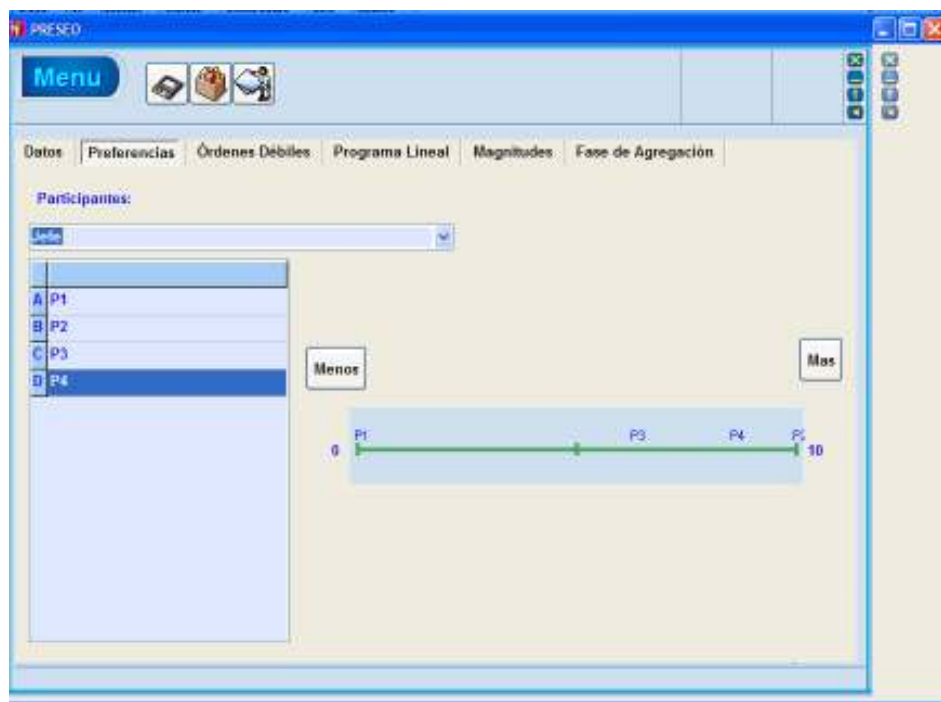 PRESEO
Menu
Datos Preferencias Órdenes Débiles Programa Lineal Magnitudes Fase de Agregación
Participantes:
Jefe
A P1
B P2
C P3
D P4
Menos
Mas
P1 P3 P4
0 10